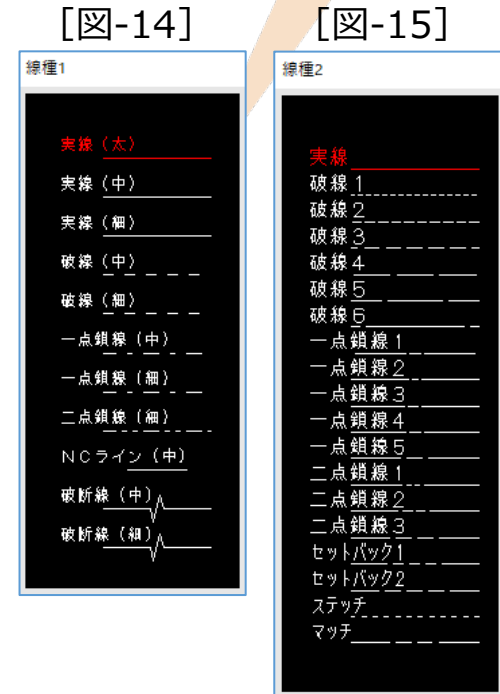 ［図-14］
線種1
実線（太）
実線（中）
実線（細）
破線（中）
破線（細）
一点鎖線（中）
一点鎖線（細）
二点鎖線（細）
ＮＣライン（中）
破断線（中）
破断線（細）
［図-15］
線種2
実線
破線１
破線２
破線３
破線４
破線５
破線６
一点鎖線１
一点鎖線２
一点鎖線３
一点鎖線４
一点鎖線５
二点鎖線１
二点鎖線２
二点鎖線３
セットバック１
セットバック２
ステッチ
マッチ